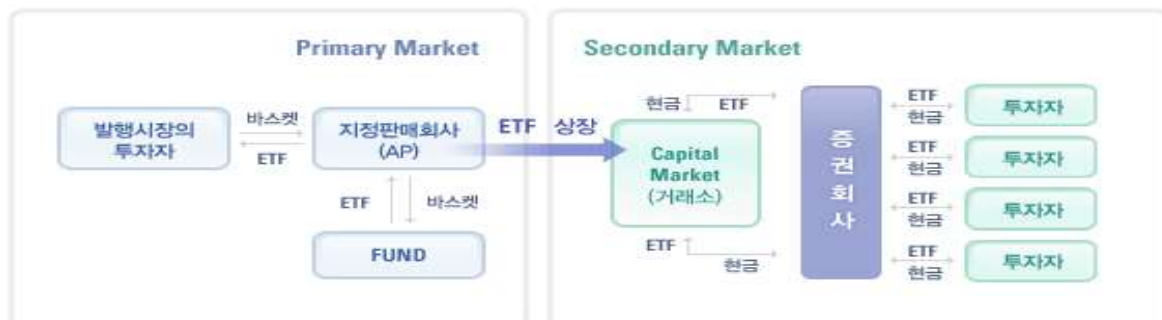 Primary Market
발행시장의
투자자
바스켓
ETF
지정판매회사
(AP)
ETF
바스켓
FUND
ETF 상장
Secondary Market
현금
ETF
Capital
Market
(거래소)
ETF
현금
증
권
회
사
ETF
현금
투자자
ETF
현금
투자자
ETF
현금
투자자
ETF
현금
투자자